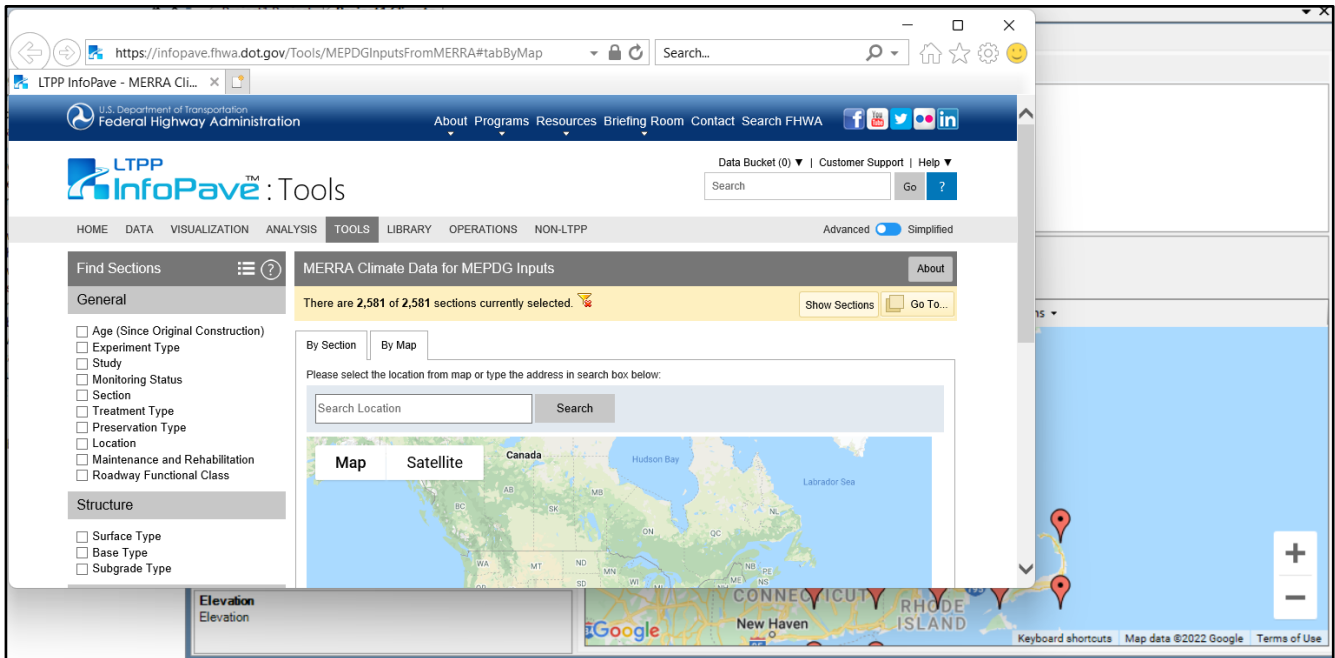 https://infopave.fhwa.dot.gov/Tools/MEPDGInputsFromMERRA#tabByMap
Search...
LTPP InfoPave - MERRA Cli...
U.S. Department of Transportation
Federal Highway Administration
About Programs Resources Briefing Room Contact Search FHWA
You Tube
in
LTPP
InfoPave™: Tools
Data Bucket (0) ▼ | Customer Support | Help ▼
Search
Go
?
HOME DATA VISUALIZATION ANALYSIS TOOLS LIBRARY OPERATIONS NON-LTPP
Advanced Simplified
Find Sections
?
General
Age (Since Original Construction)
Experiment Type
Study
Monitoring Status
Section
Treatment Type
Preservation Type
Location
Maintenance and Rehabilitation
Roadway Functional Class
Structure
Surface Type
Base Type
Subgrade Type
MERRA Climate Data for MEPDG Inputs
About
There are 2,581 of 2,581 sections currently selected.
Show Sections
Go To...
By Section
By Map
Please select the location from map or type the address in search box below:
Search Location
Search
Map
Satellite
Canada
Hudson Bay
Labrador Sea
AB
MB
BC
SK
NL
ON
QC
WA
MT
ND
MN
NB
PE
ME
NS
SD
WI
Elevation
Elevation
CONNECTICUT
RHODE
ISLAND
New Haven
Google
Keyboard shortcuts
Map data ©2022 Google
Terms of Use